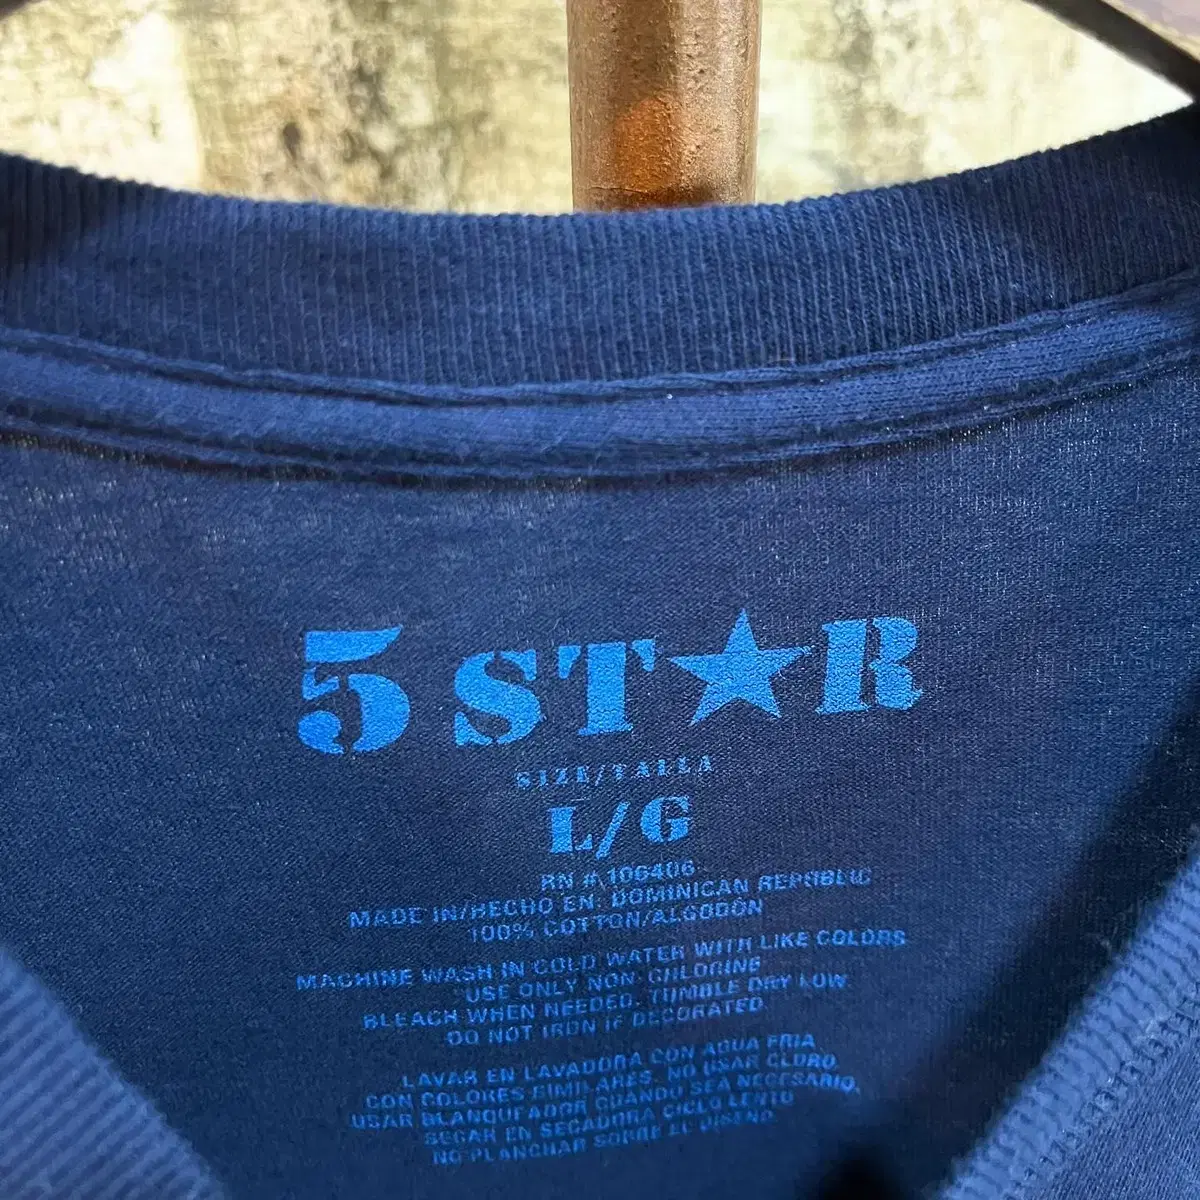 5 ST★R
SIZE/TALLA
L/G
RN # 106406
MADE IN/HECHO EN: DOMINICAN REPUBLIC
100% COTTON/ALGODÓN
MACHINE WASH IN COLD WATER WITH LIKE COLORS
USE ONLY NON-CHLORINE
BLEACH WHEN NEEDED. TUMBLE DRY LOW.
DO NOT IRON IF DECORATED
LAVAR EN LAVADORA CON AGUA FRIA
CON COLORES SIMILARES. NO USAR CLORO.
USAR BLANQUEADOR CUANDO SEA NECESARIO.
SECAR EN SECADORA CICLO LENTO
NO PLANCHAR SOBRE EL DISEÑO.